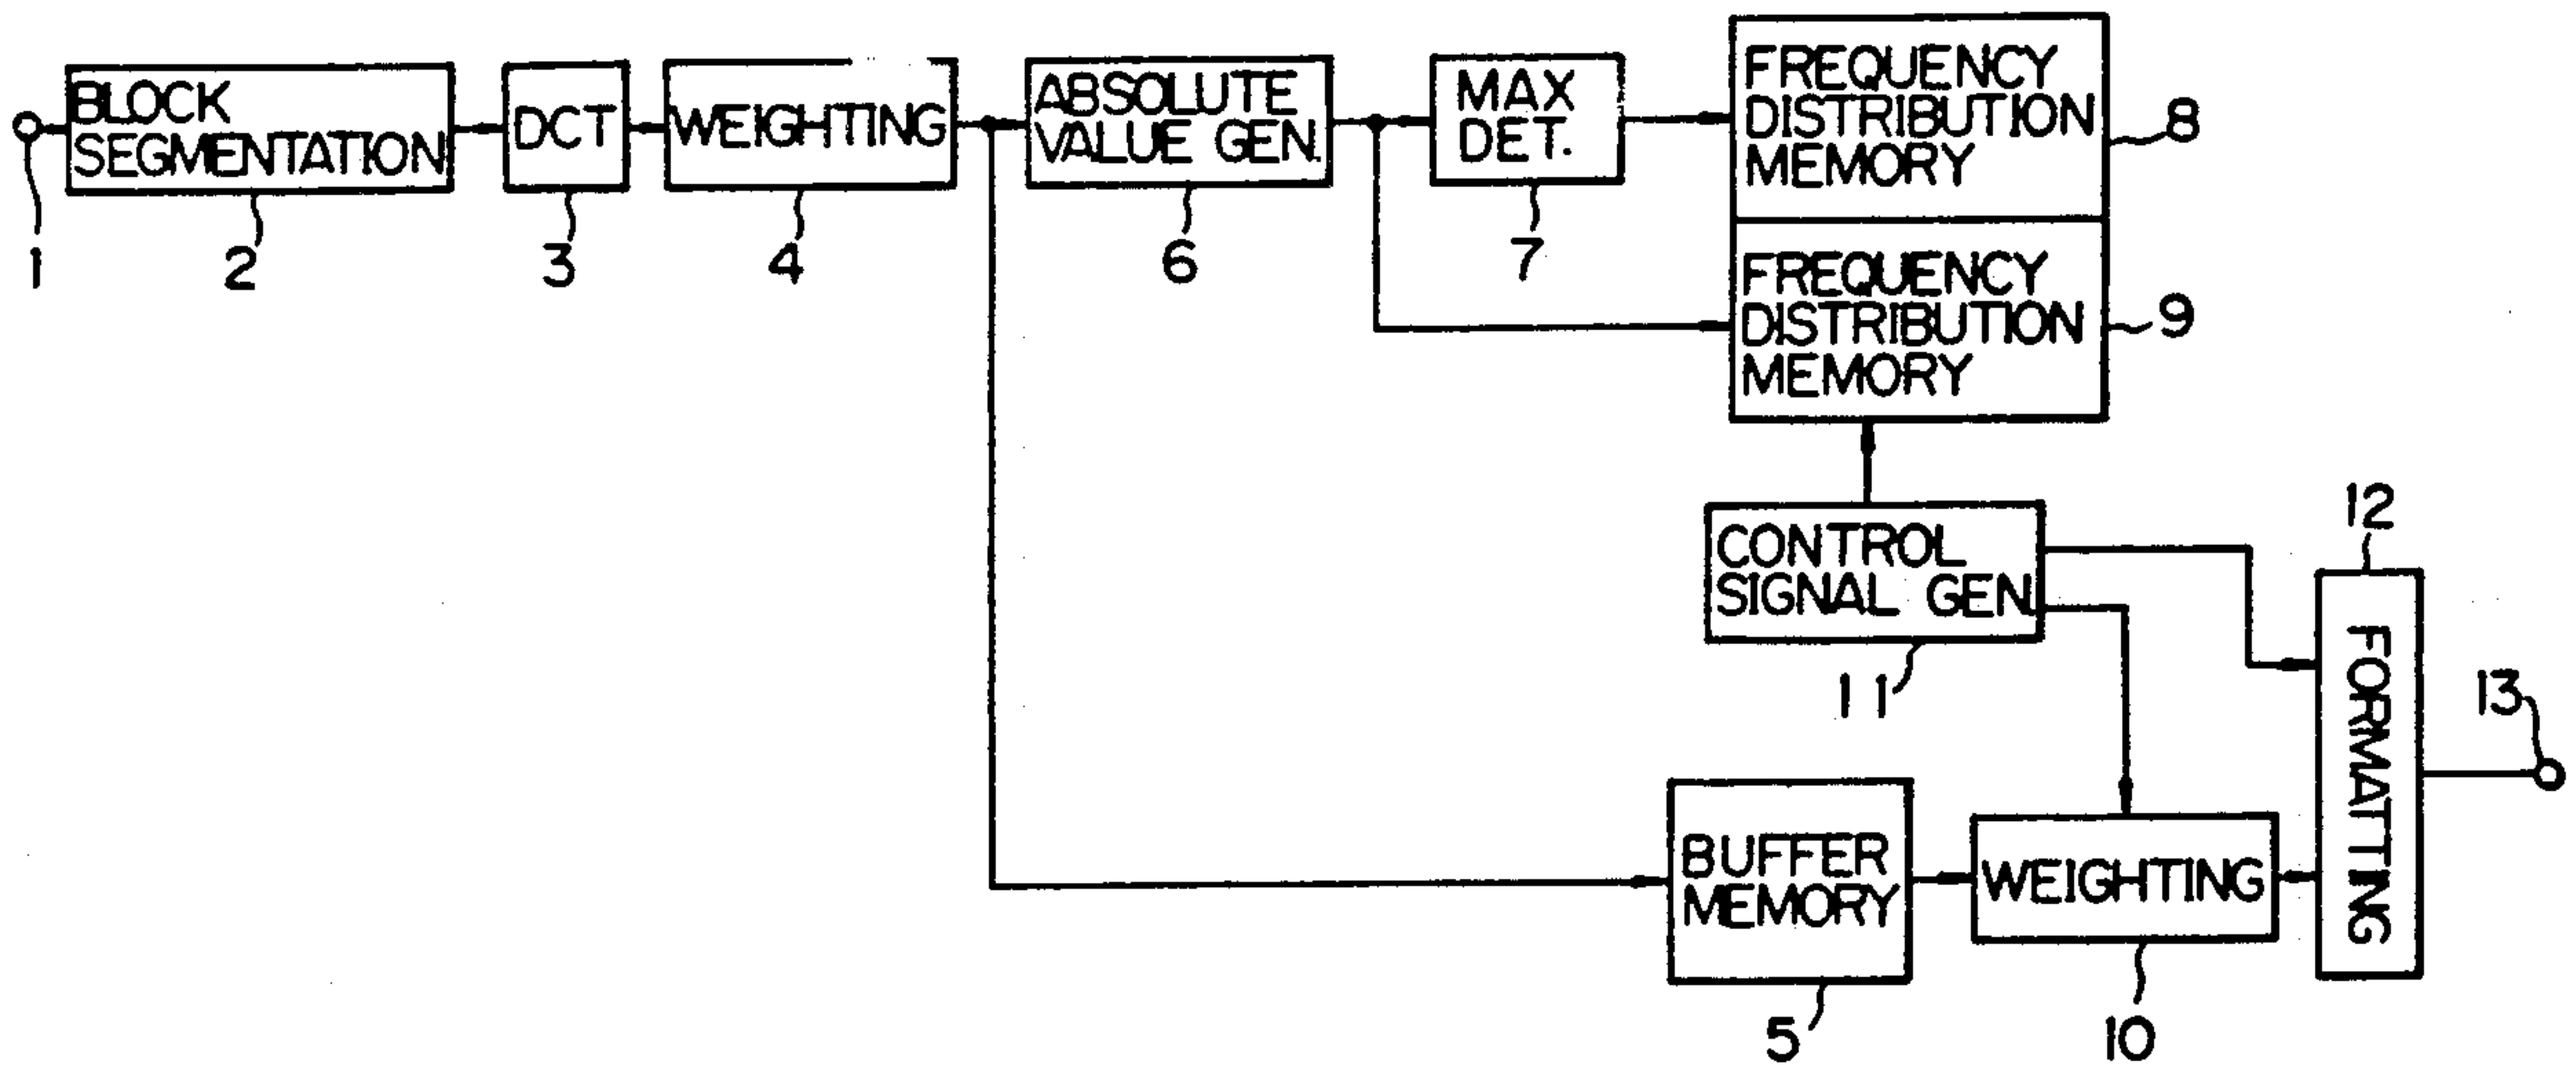 BLOCK
SEGMENTATION
DCT
WEIGHTING
ABSOLUTE
VALUE GEN.
MAX
DET.
FREQUENCY
DISTRIBUTION
MEMORY
8
1
2
3
4
6
7
FREQUENCY
DISTRIBUTION
MEMORY
9
CONTROL
SIGNAL GEN.
11
12
FORMATTING
13
BUFFER
MEMORY
WEIGHTING
5
10